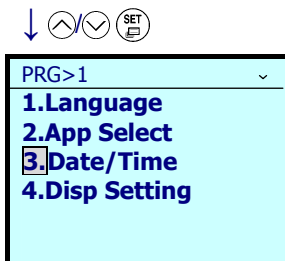 ↓ / SET
PRG>1
1.Language
2.App Select
3.Date/Time
4.Disp Setting